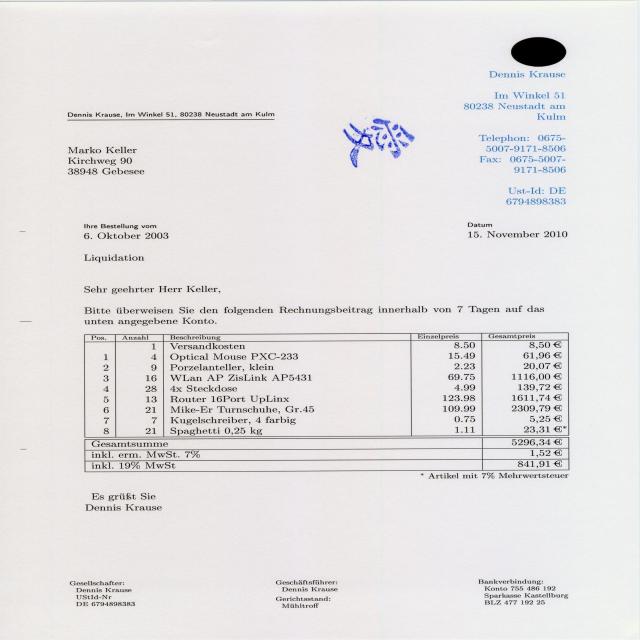 Dennis Krause
Im Winkel 51
80238 Neustadt am
Kulm
Telephon: 0675-
5007-9171-8506
Fax: 0675-5007-
9171-8506
Ust-Id: DE
6794898383
Dennis Krause, Im Winkel 51, 80238 Neustadt am Kulm
Marko Keller
Kirchweg 90
38948 Gebesee
Ihre Bestellung vom
6. Oktober 2003
Datum
15. November 2010
Liquidation
Sehr geehrter Herr Keller,
Bitte überweisen Sie den folgenden Rechnungsbeitrag innerhalb von 7 Tagen auf das
unten angegebene Konto.
Pos. Anzahl Beschreibung Einzelpreis Gesamtpreis
1 Versandkosten 8.50 8,50 €
1 4 Optical Mouse PXC-233 15.49 61,96 €
2 9 Porzelanteller, klein 2.23 20,07 €
3 16 WLan AP ZisLink AP5431 69.75 1116,00 €
4 28 4x Steckdose 4.99 139,72 €
5 13 Router 16Port UpLinx 123.98 1611,74 €
6 21 Mike-Er Turnschuhe, Gr.45 109.99 2309,79 €
7 7 Kugelschreiber, 4 farbig 0.75 5,25 €
8 21 Spaghetti 0,25 kg 1.11 23,31 €*
Gesamtsumme 5296,34 €
inkl. erm. MwSt. 7% 1,52 €
inkl. 19% MwSt 841,91 €
* Artikel mit 7% Mehrwertsteuer
Es grüßt Sie
Dennis Krause
Gesellschafter:
Dennis Krause
UStId-Nr
DE 6794898383
Geschäftsführer:
Dennis Krause
Gerichtsstand:
Mühltroff
Bankverbindung:
Konto 755 486 192
Sparkasse Kastellburg
BLZ 477 192 25